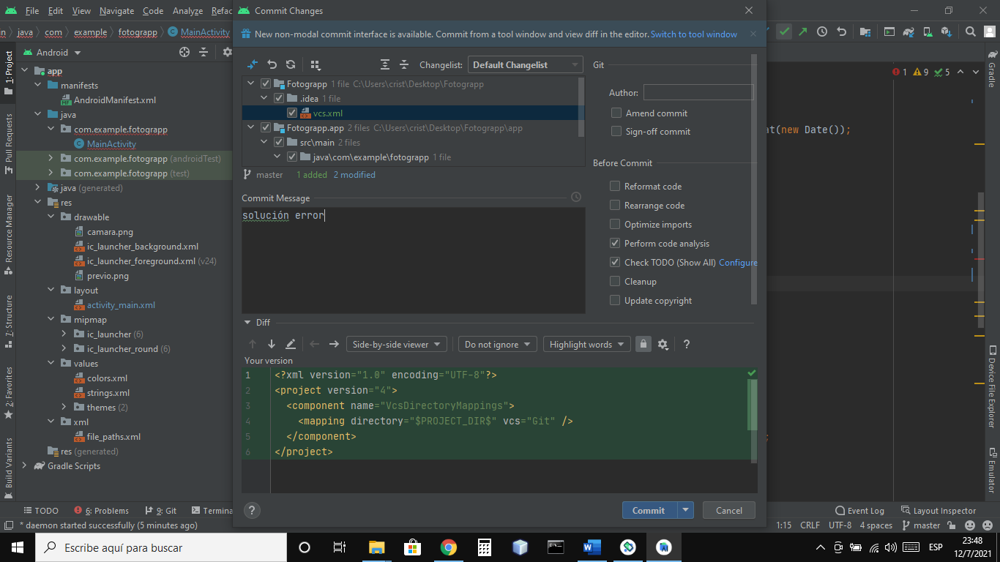 File Edit View Navigate Code Analyze Refac
Commit Changes
in java com example fotograpp MainActivity
New non-modal commit interface is available. Commit from a tool window and view diff in the editor. Switch to tool window
Android
Changelist: Default Changelist
Git
app
manifests
AndroidManifest.xml
java
com.example.fotograpp
MainActivity
com.example.fotograpp (androidTest)
com.example.fotograpp (test)
java (generated)
res
drawable
camara.png
ic_launcher_background.xml
ic_launcher_foreground.xml (v24)
previo.png
layout
activity_main.xml
mipmap
ic_launcher (6)
ic_launcher_round (6)
values
colors.xml
strings.xml
themes (2)
xml
file_paths.xml
res (generated)
Gradle Scripts
1: Project
Pull Requests
Resource Manager
7: Structure
2: Favorites
Build Variants
Fotograpp 1 file C:\Users\crist\Desktop\Fotograpp
.idea 1 file
vcs.xml
Fotograpp.app 2 files C:\Users\crist\Desktop\Fotograpp\app
src\main 2 files
java\com\example\fotograpp 1 file
master 1 added 2 modified
Commit Message
solución error
Author:
Amend commit
Sign-off commit
Before Commit
Reformat code
Rearrange code
Optimize imports
Perform code analysis
Check TODO (Show All) Configure
Cleanup
Update copyright
Diff
Side-by-side viewer Do not ignore Highlight words ?
Your version
1 <?xml version="1.0" encoding="UTF-8"?>
2 <project version="4">
3 <component name="VcsDirectoryMappings">
4 <mapping directory="$PROJECT_DIR$" vcs="Git" />
5 </component>
6 </project>
? Commit Cancel
1 9 5
at(new Date());
;
Gradle
Device File Explorer
Emulator
TODO 6: Problems 9: Git Termina
Event Log Layout Inspector
* daemon started successfully (5 minutes ago)
1:15 CRLF UTF-8 4 spaces master
Escribe aquí para buscar
ESP
23:48
12/7/2021